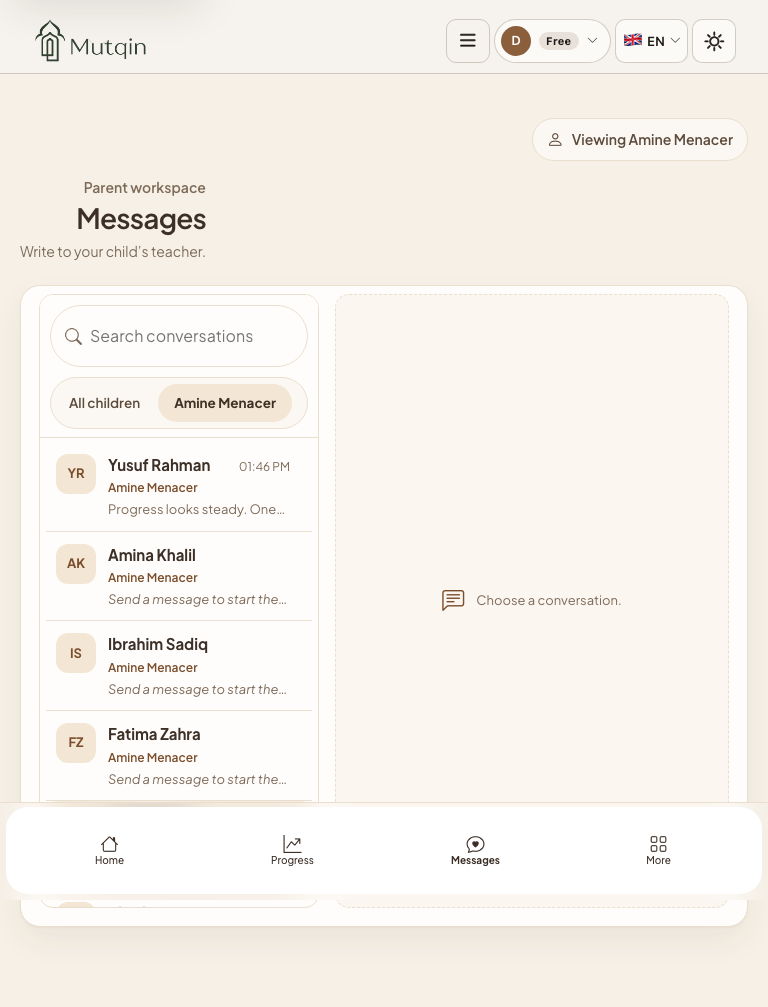 Mutqin
D Free
EN
Viewing Amine Menacer
Parent workspace
Messages
Write to your child's teacher.
Search conversations
All children Amine Menacer
YR Yusuf Rahman 01:46 PM
Amine Menacer
Progress looks steady. One...
AK Amina Khalil
Amine Menacer
Send a message to start the...
IS Ibrahim Sadiq
Amine Menacer
Send a message to start the...
FZ Fatima Zahra
Amine Menacer
Send a message to start the...
Choose a conversation.
Home Progress Messages More